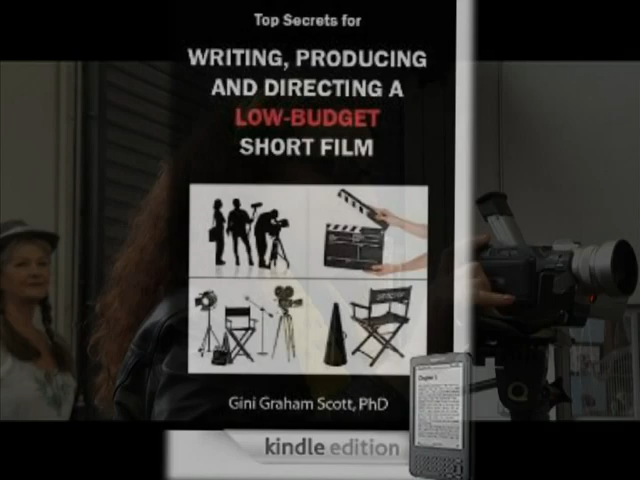 Top Secrets for
WRITING, PRODUCING
AND DIRECTING A
LOW-BUDGET
SHORT FILM
Gini Graham Scott, PhD
kindle edition